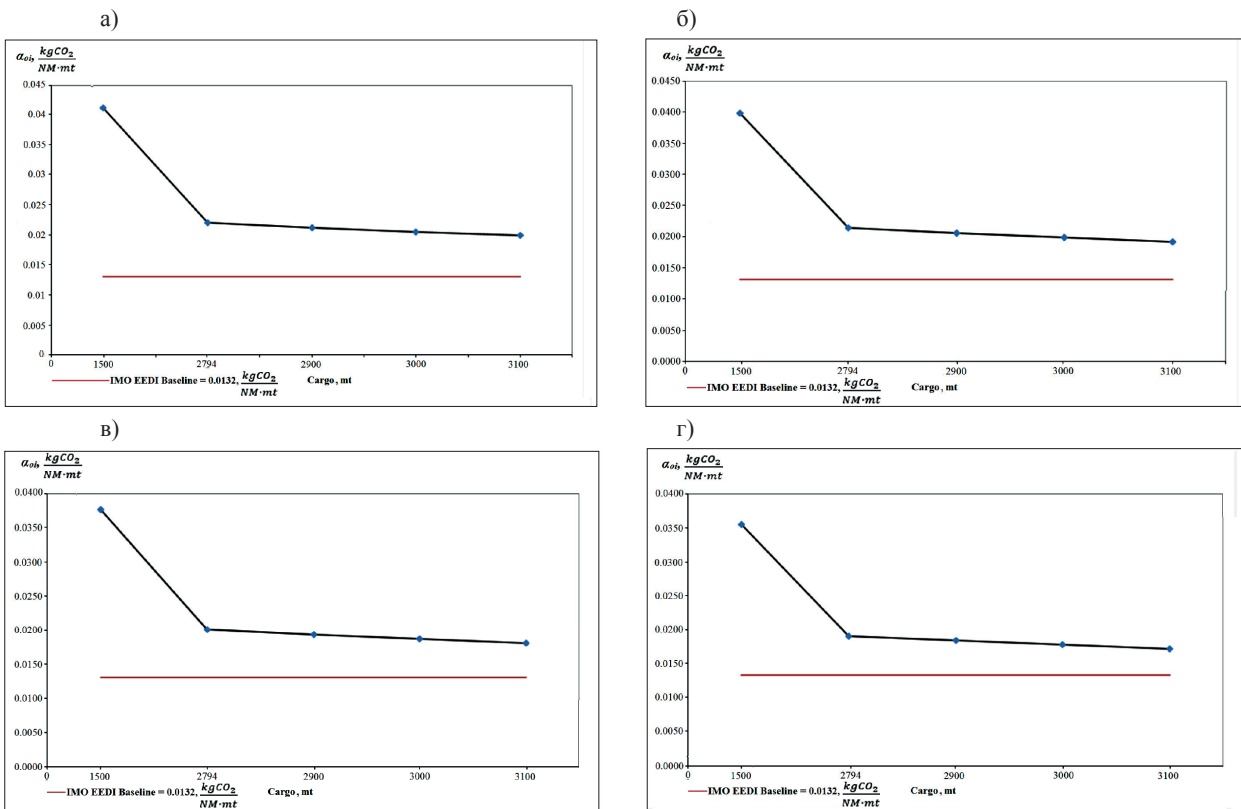 а)
α_oi, kgCO₂/NM·mt
0.045
0.04
0.035
0.03
0.025
0.02
0.015
0.01
0.005
0
0 1500 2794 2900 3000 3100
IMO EEDI Baseline = 0.0132, kgCO₂/NM·mt Cargo, mt
б)
α_oi, kgCO₂/NM·mt
0.0450
0.0400
0.0350
0.0300
0.0250
0.0200
0.0150
0.0100
0.0050
0.0000
0 1500 2794 2900 3000 3100
IMO EEDI Baseline = 0.0132, kgCO₂/NM·mt Cargo, mt
в)
α_oi, kgCO₂/NM·mt
0.0400
0.0350
0.0300
0.0250
0.0200
0.0150
0.0100
0.0050
0.0000
0 1500 2794 2900 3000 3100
IMO EEDI Baseline = 0.0132, kgCO₂/NM·mt Cargo, mt
г)
α_oi, kgCO₂/NM·mt
0.0400
0.0350
0.0300
0.0250
0.0200
0.0150
0.0100
0.0050
0.0000
0 1500 2794 2900 3000 3100
IMO EEDI Baseline = 0.0132, kgCO₂/NM·mt Cargo, mt